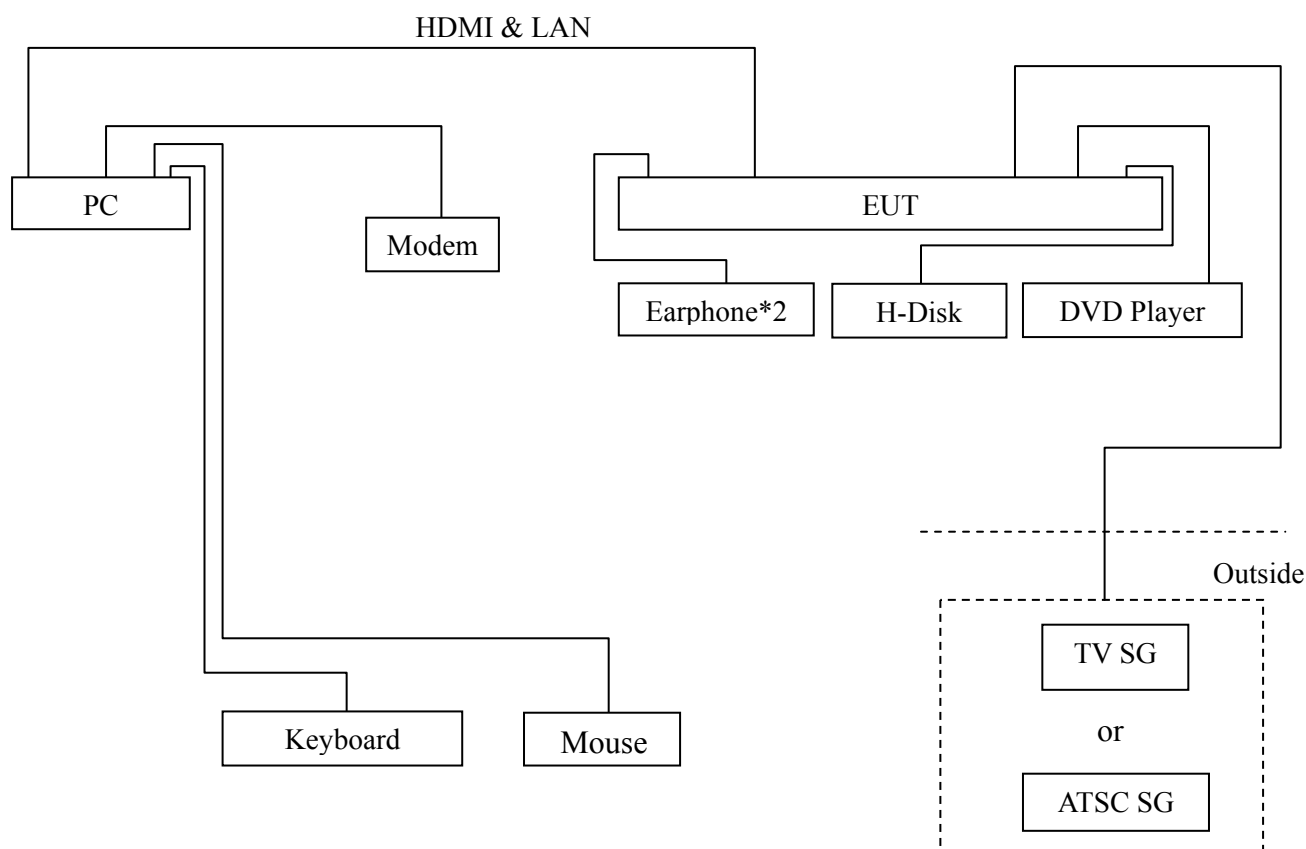 HDMI & LAN
PC
EUT
Modem
Earphone*2
H-Disk
DVD Player
Outside
TV SG
or
Keyboard
Mouse
ATSC SG